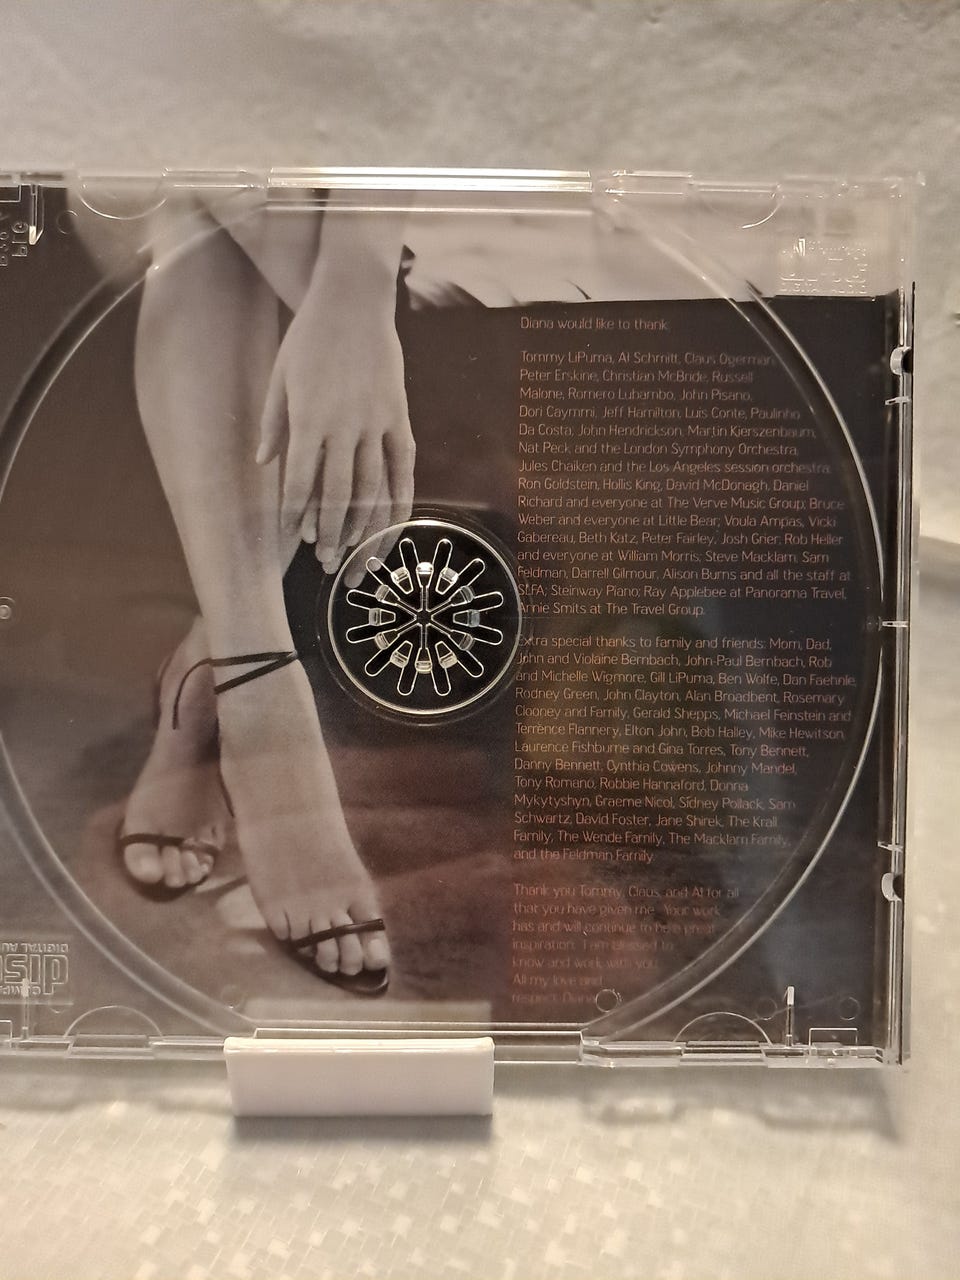 Diana would like to thank:
Tommy LiPuma, Al Schmitt, Claus Ogerman,
Peter Erskine, Christian McBride, Russell
Malone, Romero Lubambo, John Pisano,
Dori Caymmi, Jeff Hamilton, Luis Conte, Paulinho
Da Costa; John Hendrickson, Martin Kjerszenbaum,
Nat Peck and the London Symphony Orchestra,
Jules Chaiken and the Los Angeles session orchestra;
Ron Goldstein, Hollis King, David McDonagh, Daniel
Richard and everyone at The Verve Music Group; Bruce
Weber and everyone at Little Bear; Voula Ampas, Vicki
Gabereau, Beth Katz, Peter Fairley, Josh Grier; Rob Heller
and everyone at William Morris; Steve Macklam, Sam
Feldman, Darrell Gilmour, Alison Burns and all the staff at
SLFA; Steinway Piano; Ray Applebee at Panorama Travel,
Annie Smits at The Travel Group.
Extra special thanks to family and friends: Mom, Dad,
John and Violaine Bernbach, John-Paul Bernbach, Rob
and Michelle Wigmore, Gill LiPuma, Ben Wolfe, Dan Faehnle,
Rodney Green, John Clayton, Alan Broadbent, Rosemary
Clooney and Family, Gerald Shepps, Michael Feinstein and
Terrence Flannery, Elton John, Bob Halley, Mike Hewitson,
Laurence Fishburne and Gina Torres, Tony Bennett,
Danny Bennett, Cynthia Cowens, Johnny Mandel,
Tony Romano, Robbie Hannaford, Donna
Mykytyshyn, Graeme Nicol, Sidney Pollack, Sam
Schwartz, David Foster, Jane Shirek, The Krall
Family, The Wende Family, The Macklam Family,
and the Feldman Family.
Thank you Tommy, Claus, and Al for all
that you have given me. Your work
has and will continue to be a great
inspiration. I am blessed to
know and work with you.
All my love and
respect, Diana
COMPACT
disc
DIGITAL AUDIO